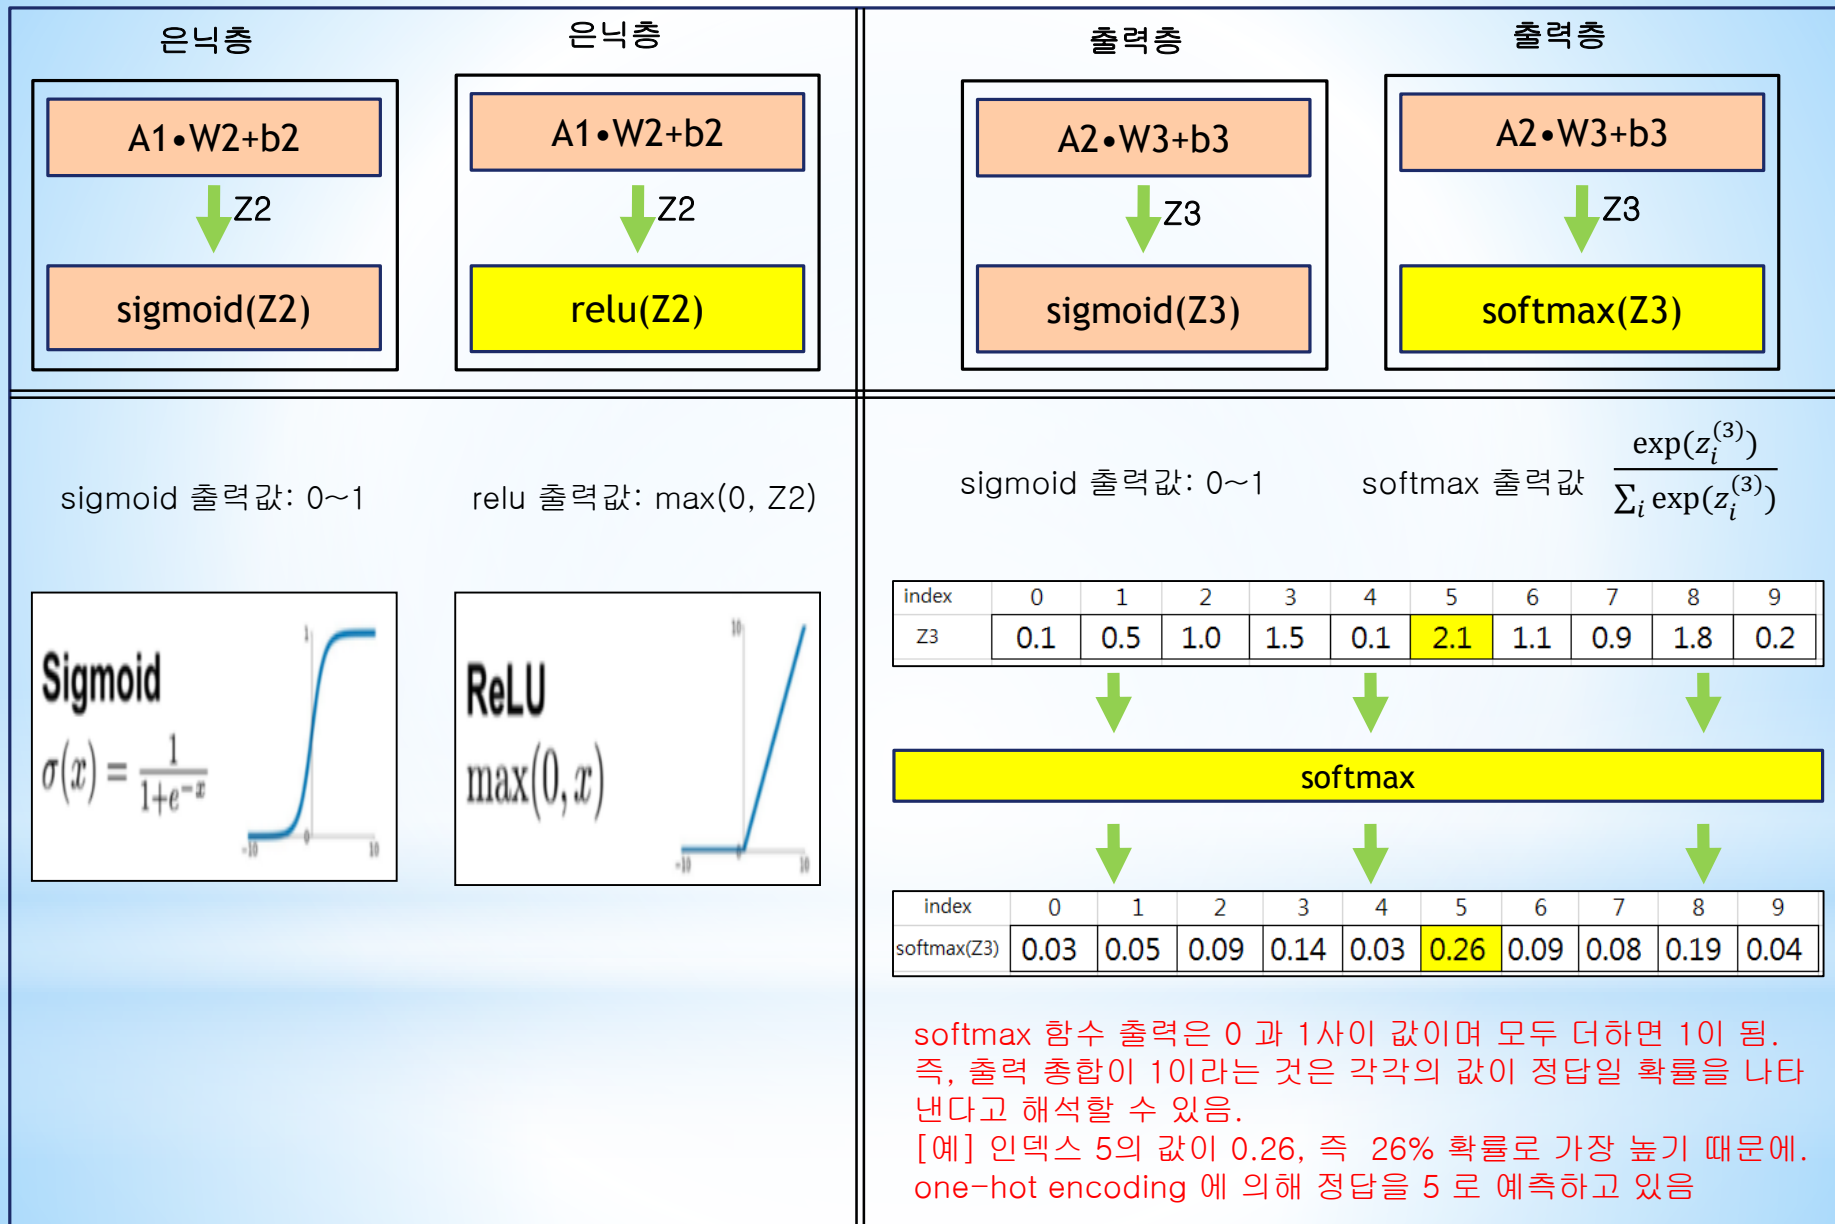 은닉층
A1•W2+b2
Z2
sigmoid(Z2)
은닉층
A1•W2+b2
Z2
relu(Z2)
출력층
A2•W3+b3
Z3
sigmoid(Z3)
출력층
A2•W3+b3
Z3
softmax(Z3)
sigmoid 출력값: 0~1
relu 출력값: max(0, Z2)
Sigmoid
σ(x) = 1/(1+e^{-x})
1
0
-10
10
ReLU
max(0, x)
10
0
-10
10
sigmoid 출력값: 0~1
softmax 출력값 exp(z_i^{(3)}) / ∑_i exp(z_i^{(3)})
index 0 1 2 3 4 5 6 7 8 9
Z3 0.1 0.5 1.0 1.5 0.1 2.1 1.1 0.9 1.8 0.2
softmax
index 0 1 2 3 4 5 6 7 8 9
softmax(Z3) 0.03 0.05 0.09 0.14 0.03 0.26 0.09 0.08 0.19 0.04
softmax 함수 출력은 0 과 1사이 값이며 모두 더하면 1이 됨.
즉, 출력 총합이 1이라는 것은 각각의 값이 정답일 확률을 나타
낸다고 해석할 수 있음.
[예] 인덱스 5의 값이 0.26, 즉 26% 확률로 가장 높기 때문에.
one-hot encoding 에 의해 정답을 5 로 예측하고 있음